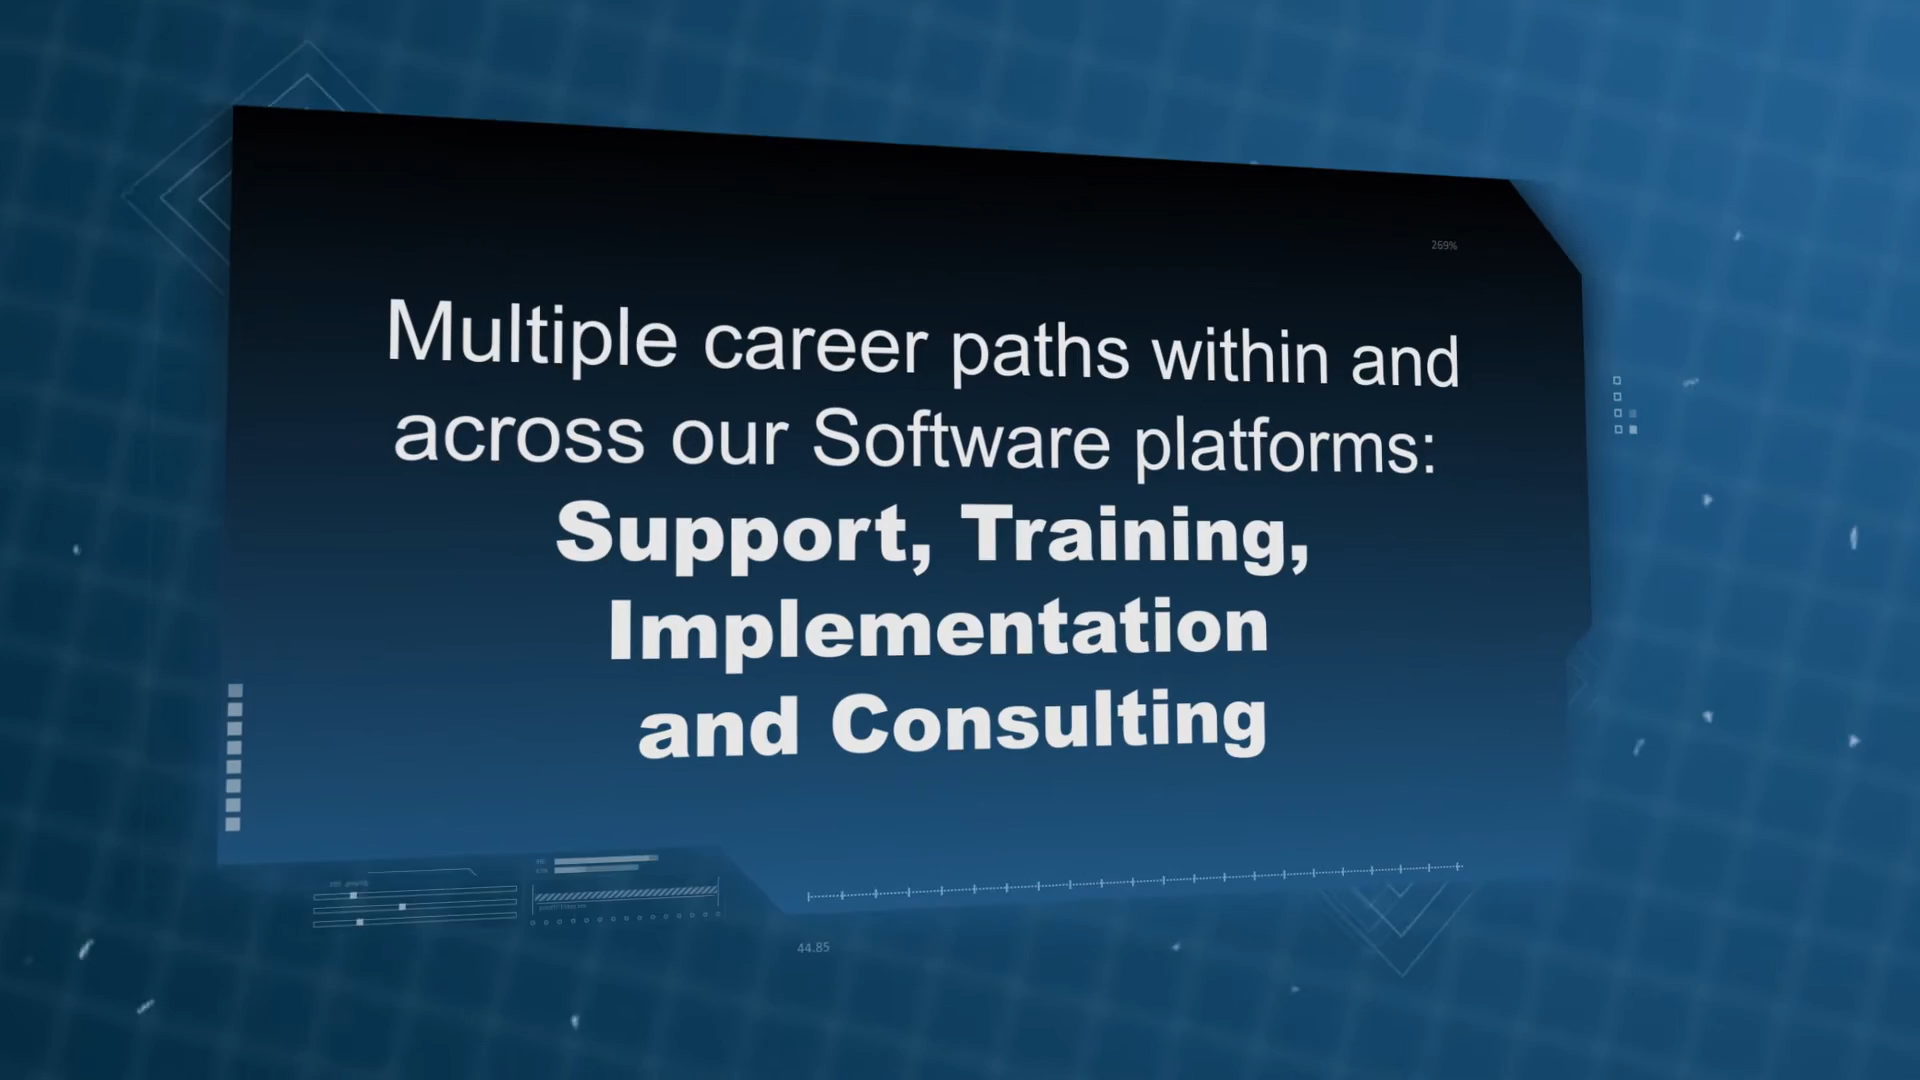 269%
Multiple career paths within and
across our Software platforms:
Support, Training,
Implementation
and Consulting
44.85